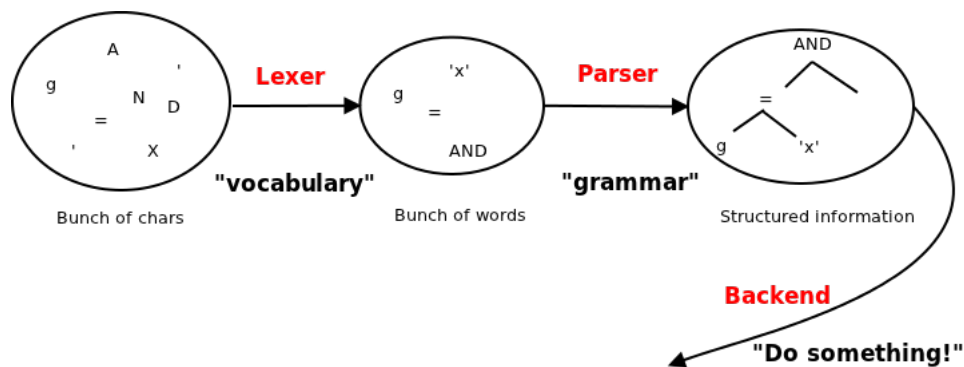 A
g
'
N
D
=
'
X
Bunch of chars
Lexer
"vocabulary"
'x'
g
=
AND
Bunch of words
Parser
"grammar"
AND
=
g
'x'
Structured information
Backend
"Do something!"